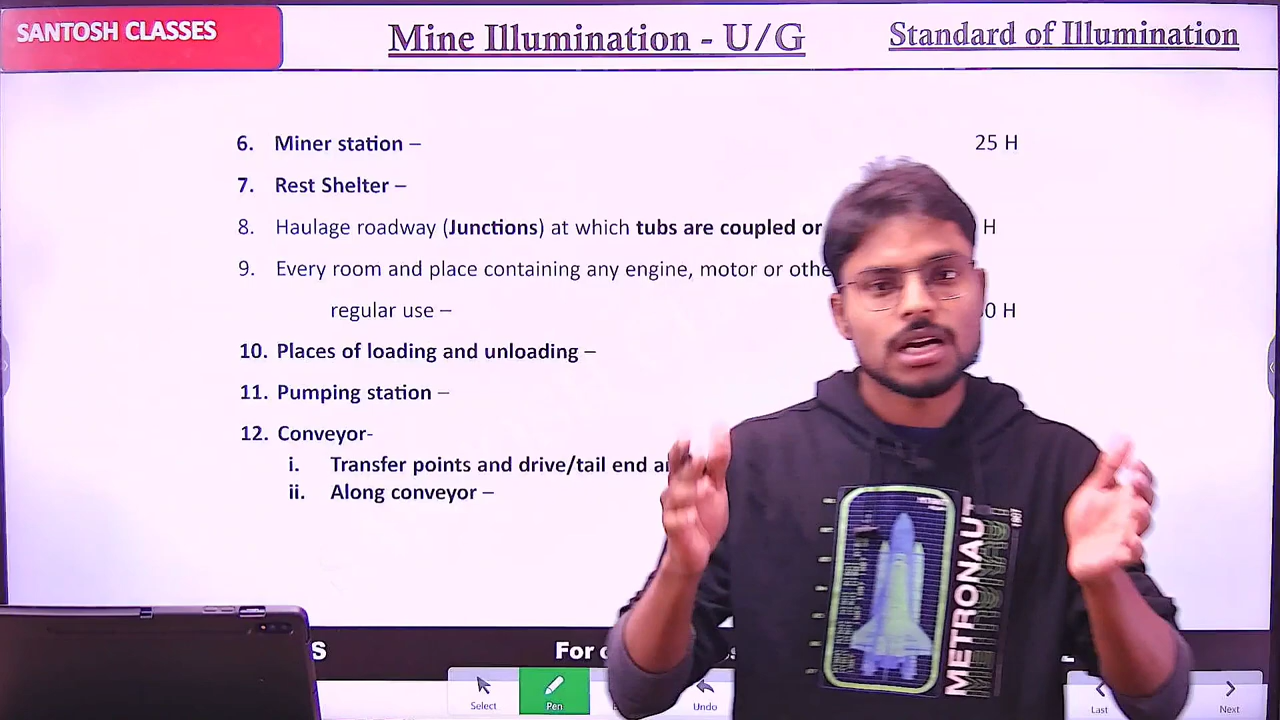 SANTOSH CLASSES
Mine Illumination - U/G
Standard of Illumination
6. Miner station – 25 H
7. Rest Shelter –
8. Haulage roadway (Junctions) at which tubs are coupled or H
9. Every room and place containing any engine, motor or othe
regular use – 0 H
10. Places of loading and unloading –
11. Pumping station –
12. Conveyor-
i. Transfer points and drive/tail end
ii. Along conveyor –
METRONAUT
METRONAUT
1967
S
For
Select
Pen
Undo
Last
Next